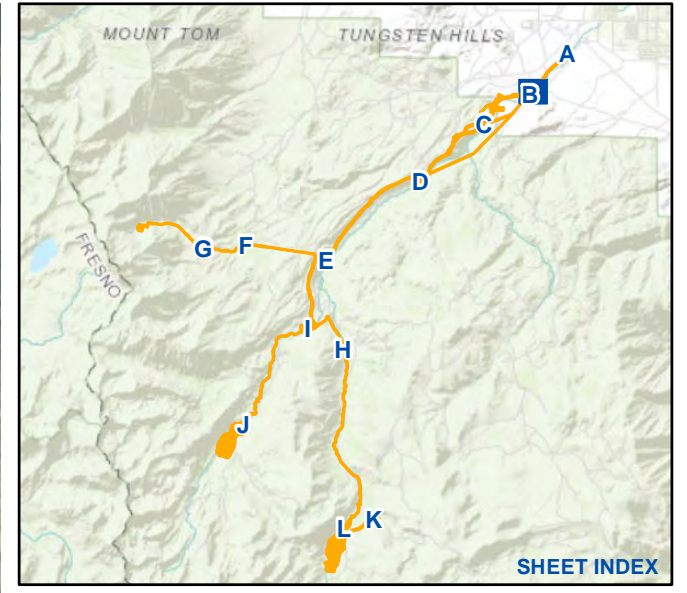 MOUNT TOM
TUNGSTEN HILLS
A
B
C
D
FRESNO
G
F
E
I
H
J
L
K
SHEET INDEX